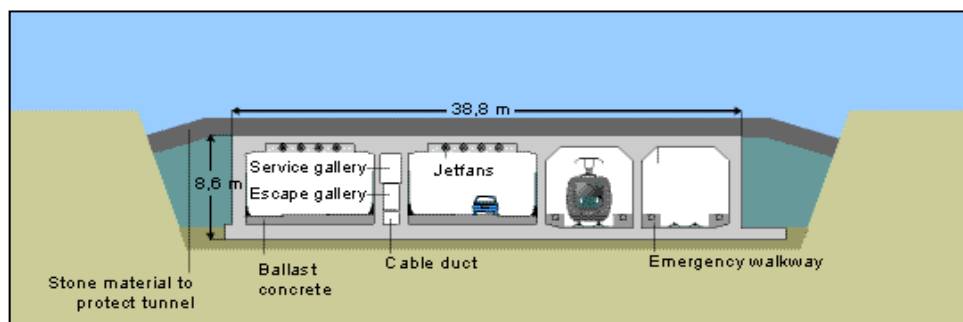 38,8 m
Service gallery
Jetfans
8,6 m
Escape gallery
Cable duct
Emergency walkway
Ballast
concrete
Stone material to
protect tunnel